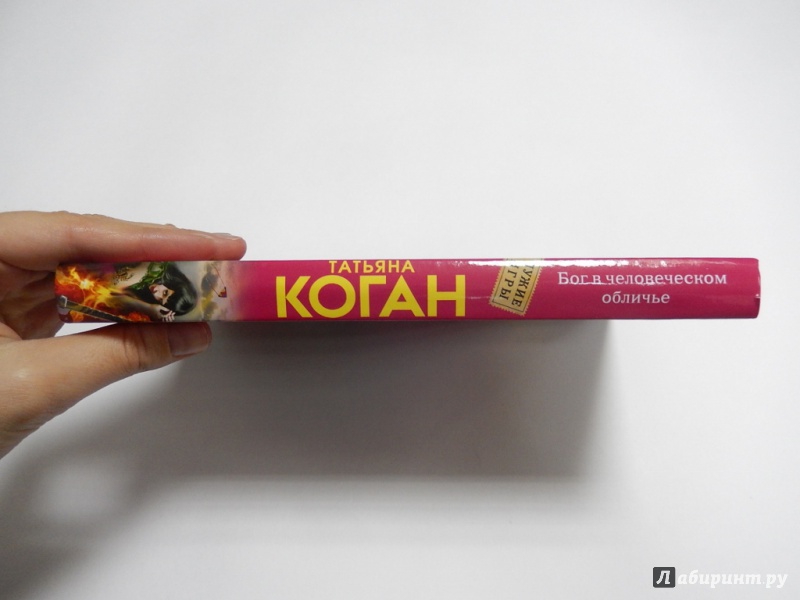 ТАТЬЯНА
КОГАН
ЧУЖИЕ
ИГРЫ
Бог в человеческом
обличье
Лабиринт.ру